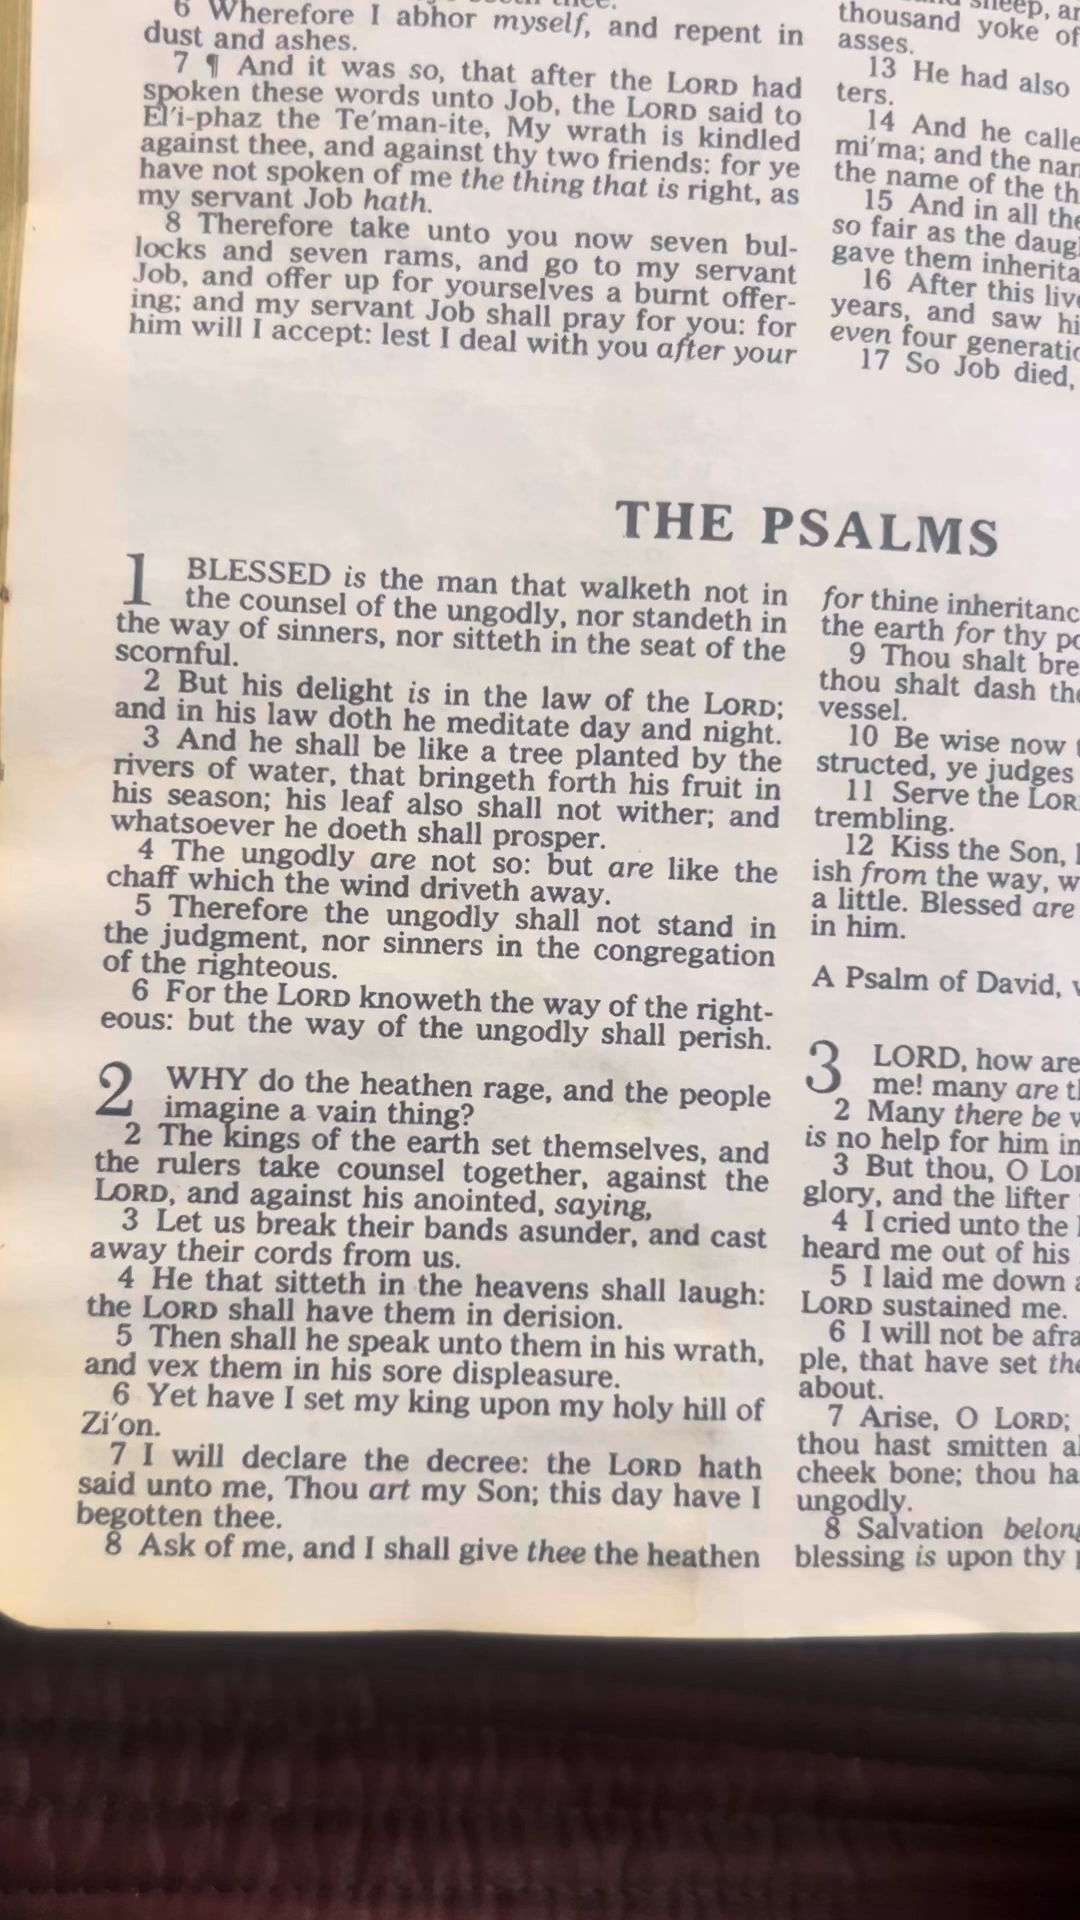 6 Wherefore I abhor myself, and repent in
dust and ashes.
7 ¶ And it was so, that after the LORD had
spoken these words unto Job, the LORD said to
El′i-phaz the Te′man-ite, My wrath is kindled
against thee, and against thy two friends: for ye
have not spoken of me the thing that is right, as
my servant Job hath.
8 Therefore take unto you now seven bul-
locks and seven rams, and go to my servant
Job, and offer up for yourselves a burnt offer-
ing; and my servant Job shall pray for you: for
him will I accept: lest I deal with you after your
sheep,
thousand yoke of
asses.
13 He had also
ters.
14 And he calle
mi′ma; and the nar
the name of the th
15 And in all the
so fair as the daug
gave them inherita
16 After this live
years, and saw hi
even four generatio
17 So Job died,
THE PSALMS
1 BLESSED is the man that walketh not in
the counsel of the ungodly, nor standeth in
the way of sinners, nor sitteth in the seat of the
scornful.
2 But his delight is in the law of the LORD;
and in his law doth he meditate day and night.
3 And he shall be like a tree planted by the
rivers of water, that bringeth forth his fruit in
his season; his leaf also shall not wither; and
whatsoever he doeth shall prosper.
4 The ungodly are not so: but are like the
chaff which the wind driveth away.
5 Therefore the ungodly shall not stand in
the judgment, nor sinners in the congregation
of the righteous.
6 For the LORD knoweth the way of the right-
eous: but the way of the ungodly shall perish.
2 WHY do the heathen rage, and the people
imagine a vain thing?
2 The kings of the earth set themselves, and
the rulers take counsel together, against the
LORD, and against his anointed, saying,
3 Let us break their bands asunder, and cast
away their cords from us.
4 He that sitteth in the heavens shall laugh:
the LORD shall have them in derision.
5 Then shall he speak unto them in his wrath,
and vex them in his sore displeasure.
6 Yet have I set my king upon my holy hill of
Zi′on.
7 I will declare the decree: the LORD hath
said unto me, Thou art my Son; this day have I
begotten thee.
8 Ask of me, and I shall give thee the heathen
for thine inheritanc
the earth for thy po
9 Thou shalt bre
thou shalt dash the
vessel.
10 Be wise now
structed, ye judges
11 Serve the LOR
trembling.
12 Kiss the Son,
ish from the way, w
a little. Blessed are
in him.
A Psalm of David,
3 LORD, how are
me! many are th
2 Many there be w
is no help for him in
3 But thou, O LOR
glory, and the lifter
4 I cried unto the
heard me out of his
5 I laid me down a
LORD sustained me.
6 I will not be afra
ple, that have set the
about.
7 Arise, O LORD;
thou hast smitten al
cheek bone; thou ha
ungodly.
8 Salvation belong
blessing is upon thy